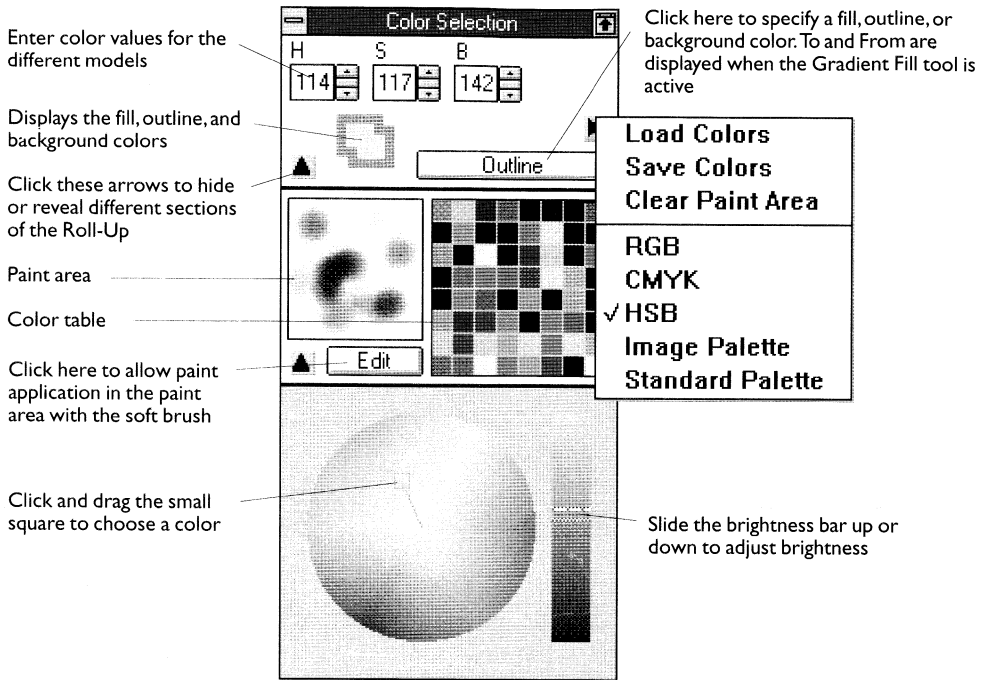 Enter color values for the
different models
Displays the fill, outline, and
background colors
Click these arrows to hide
or reveal different sections
of the Roll-Up
Paint area
Color table
Click here to allow paint
application in the paint
area with the soft brush
Click and drag the small
square to choose a color
Color Selection
H S B
114 117 142
Outline
Edit
Click here to specify a fill, outline, or
background color. To and From are
displayed when the Gradient Fill tool is
active
Load Colors
Save Colors
Clear Paint Area
RGB
CMYK
HSB
Image Palette
Standard Palette
Slide the brightness bar up or
down to adjust brightness